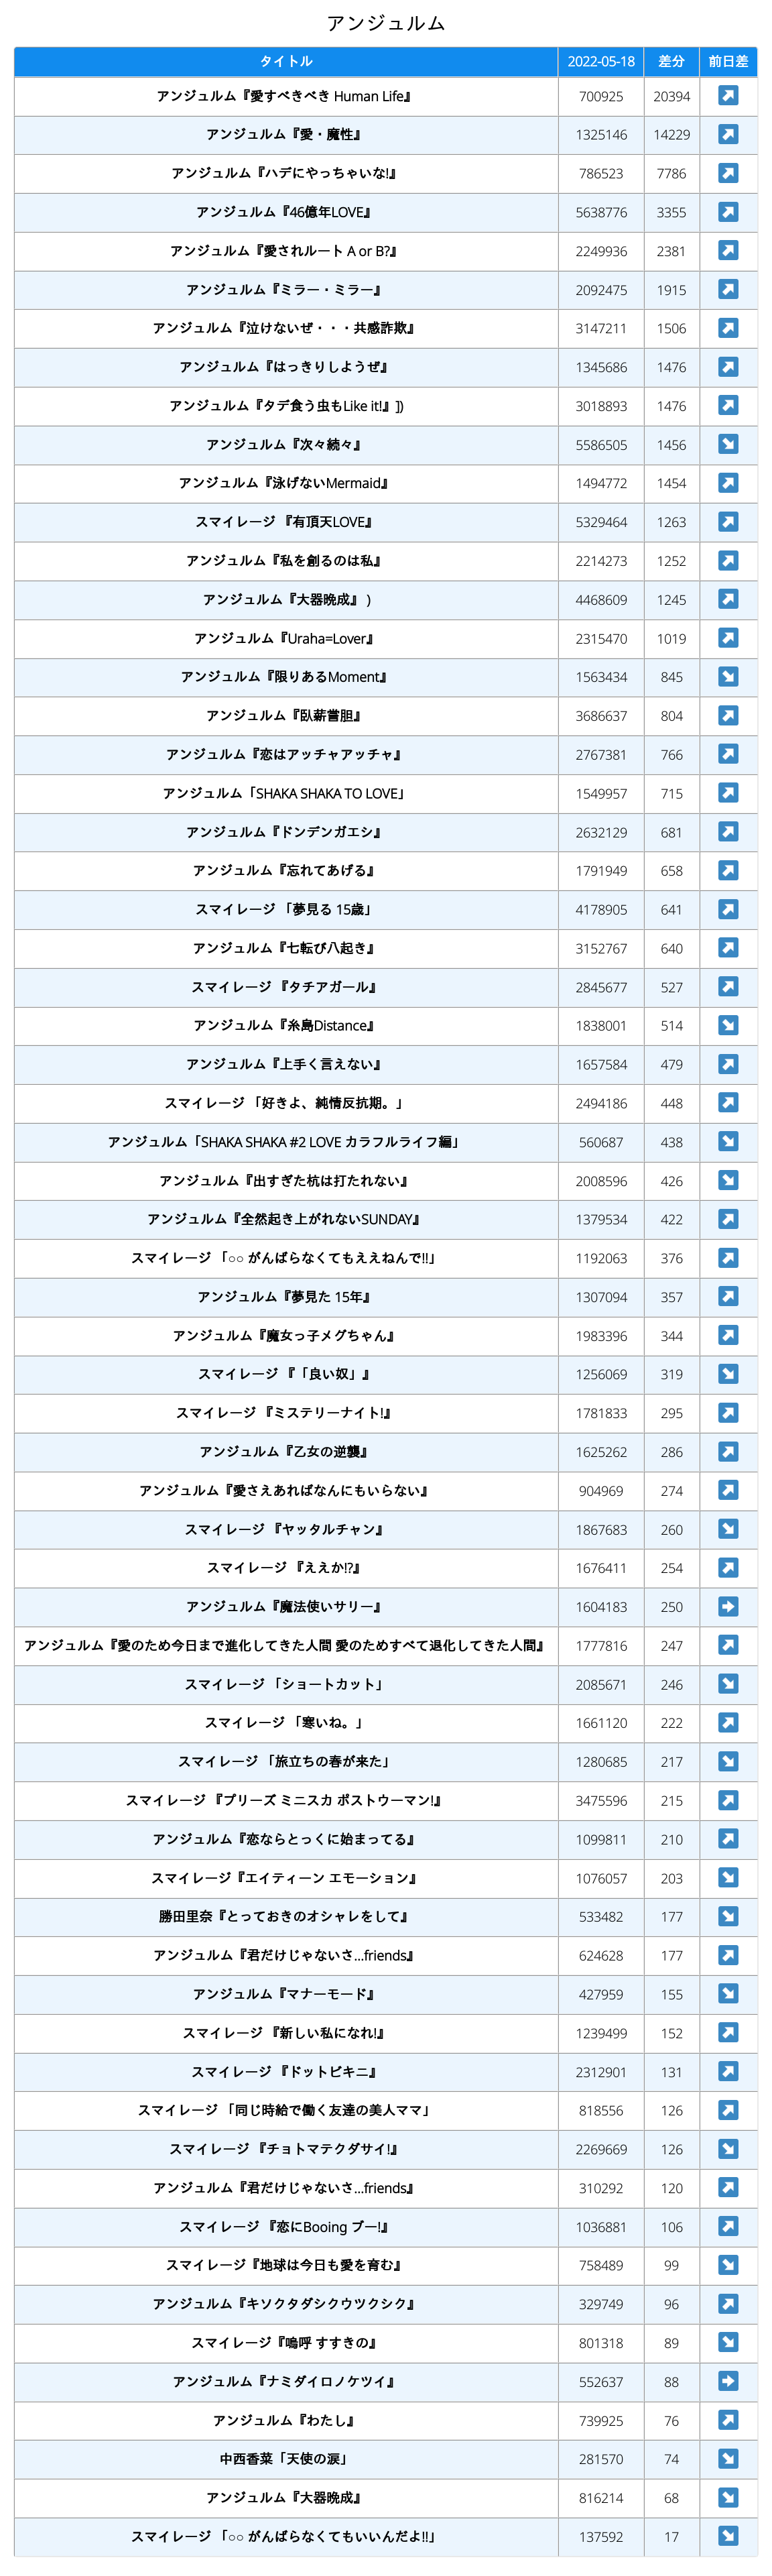 アンジュルム
タイトル 2022-05-18 差分 前日差
アンジュルム『愛すべきべき Human Life』 700925 20394 ↗
アンジュルム『愛・魔性』 1325146 14229 ↗
アンジュルム『ハデにやっちゃいな!』 786523 7786 ↗
アンジュルム『46億年LOVE』 5638776 3355 ↗
アンジュルム『愛されルート A or B?』 2249936 2381 ↗
アンジュルム『ミラー・ミラー』 2092475 1915 ↗
アンジュルム『泣けないぜ・・・共感詐欺』 3147211 1506 ↗
アンジュルム『はっきりしようぜ』 1345686 1476 ↗
アンジュルム『タデ食う虫もLike it!』]) 3018893 1476 ↗
アンジュルム『次々続々』 5586505 1456 ↘
アンジュルム『泳げないMermaid』 1494772 1454 ↗
スマイレージ 『有頂天LOVE』 5329464 1263 ↗
アンジュルム『私を創るのは私』 2214273 1252 ↗
アンジュルム『大器晩成』 ) 4468609 1245 ↗
アンジュルム『Uraha=Lover』 2315470 1019 ↗
アンジュルム『限りあるMoment』 1563434 845 ↘
アンジュルム『臥薪嘗胆』 3686637 804 ↗
アンジュルム『恋はアッチャアッチャ』 2767381 766 ↗
アンジュルム「SHAKA SHAKA TO LOVE」 1549957 715 ↗
アンジュルム『ドンデンガエシ』 2632129 681 ↗
アンジュルム『忘れてあげる』 1791949 658 ↗
スマイレージ 「夢見る 15歳」 4178905 641 ↗
アンジュルム『七転び八起き』 3152767 640 ↗
スマイレージ 『タチアガール』 2845677 527 ↗
アンジュルム『糸島Distance』 1838001 514 ↘
アンジュルム『上手く言えない』 1657584 479 ↗
スマイレージ 「好きよ、純情反抗期。」 2494186 448 ↗
アンジュルム「SHAKA SHAKA #2 LOVE カラフルライフ編」 560687 438 ↘
アンジュルム『出すぎた杭は打たれない』 2008596 426 ↘
アンジュルム『全然起き上がれないSUNDAY』 1379534 422 ↗
スマイレージ 「○○ がんばらなくてもええねんで!!」 1192063 376 ↗
アンジュルム『夢見た 15年』 1307094 357 ↗
アンジュルム『魔女っ子メグちゃん』 1983396 344 ↗
スマイレージ 『「良い奴」』 1256069 319 ↘
スマイレージ 『ミステリーナイト!』 1781833 295 ↗
アンジュルム『乙女の逆襲』 1625262 286 ↗
アンジュルム『愛さえあればなんにもいらない』 904969 274 ↗
スマイレージ 『ヤッタルチャン』 1867683 260 ↘
スマイレージ 『ええか!?』 1676411 254 ↗
アンジュルム『魔法使いサリー』 1604183 250 ➡
アンジュルム『愛のため今日まで進化してきた人間 愛のためすべて退化してきた人間』 1777816 247 ↗
スマイレージ 「ショートカット」 2085671 246 ↘
スマイレージ 「寒いね。」 1661120 222 ↗
スマイレージ 「旅立ちの春が来た」 1280685 217 ↘
スマイレージ 『プリーズ ミニスカ ポストウーマン!』 3475596 215 ↗
アンジュルム『恋ならとっくに始まってる』 1099811 210 ↗
スマイレージ『エイティーン エモーション』 1076057 203 ↘
勝田里奈『とっておきのオシャレをして』 533482 177 ↘
アンジュルム『君だけじゃないさ...friends』 624628 177 ↗
アンジュルム『マナーモード』 427959 155 ↘
スマイレージ 『新しい私になれ!』 1239499 152 ↗
スマイレージ 『ドットビキニ』 2312901 131 ↗
スマイレージ 「同じ時給で働く友達の美人ママ」 818556 126 ↗
スマイレージ 『チョトマテクダサイ!』 2269669 126 ↘
アンジュルム『君だけじゃないさ...friends』 310292 120 ↗
スマイレージ 『恋にBooing ブー!』 1036881 106 ↗
スマイレージ『地球は今日も愛を育む』 758489 99 ↘
アンジュルム『キソクタダシクウツクシク』 329749 96 ↗
スマイレージ『嗚呼 すすきの』 801318 89 ↘
アンジュルム『ナミダイロノケツイ』 552637 88 ➡
アンジュルム『わたし』 739925 76 ↗
中西香菜「天使の涙」 281570 74 ↘
アンジュルム『大器晩成』 816214 68 ↘
スマイレージ 「○○ がんばらなくてもいいんだよ!!」 137592 17 ↘